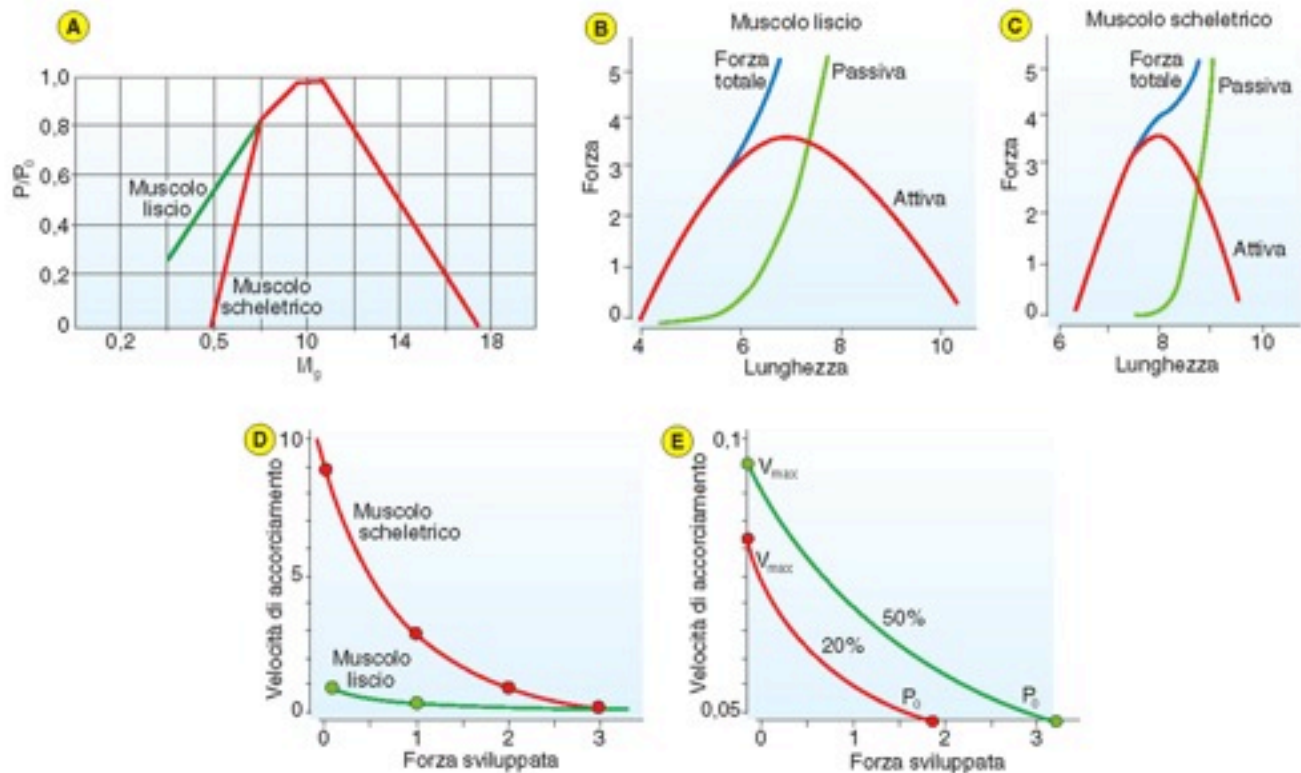 A
1,0
0,8
0,6
0,4
0,2
0
P/P₀
Muscolo
liscio
Muscolo
scheletrico
0,2
0,5
10
14
18
B
Muscolo liscio
5
4
3
2
1
0
Forza
Forza
totale
Passiva
Attiva
4
6
8
10
Lunghezza
C
Muscolo scheletrico
5
4
3
2
1
0
Forza
Forza
totale
Passiva
Attiva
6
8
10
Lunghezza
D
10
5
0
Velocità di accorciamento
Muscolo
scheletrico
Muscolo
liscio
0
1
2
3
Forza sviluppata
E
0,1
0,05
Velocità di accorciamento
Vmax
Vmax
50%
20%
P₀
P₀
0
1
2
3
Forza sviluppata